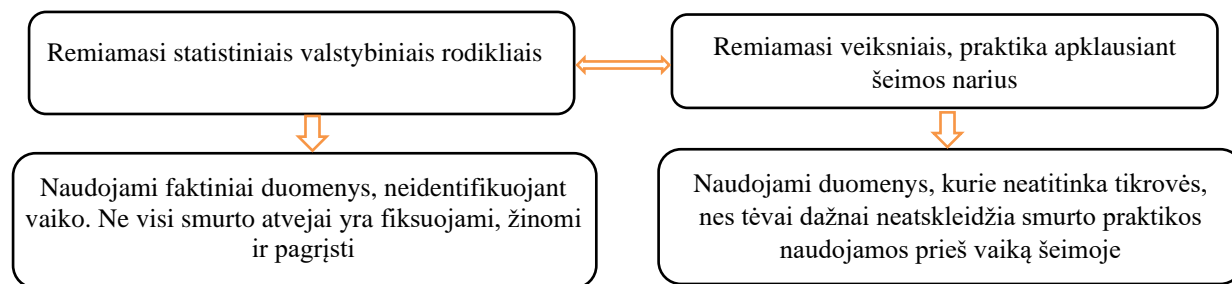 Remiamasi statistiniais valstybiniais rodikliais
Remiamasi veiksniais, praktika apklausiant
šeimos narius
Naudojami faktiniai duomenys, neidentifikuojant
vaiko. Ne visi smurto atvejai yra fiksuojami, žinomi
ir pagrįsti
Naudojami duomenys, kurie neatitinka tikrovės,
nes tėvai dažnai neatskleidžia smurto praktikos
naudojamos prieš vaiką šeimoje